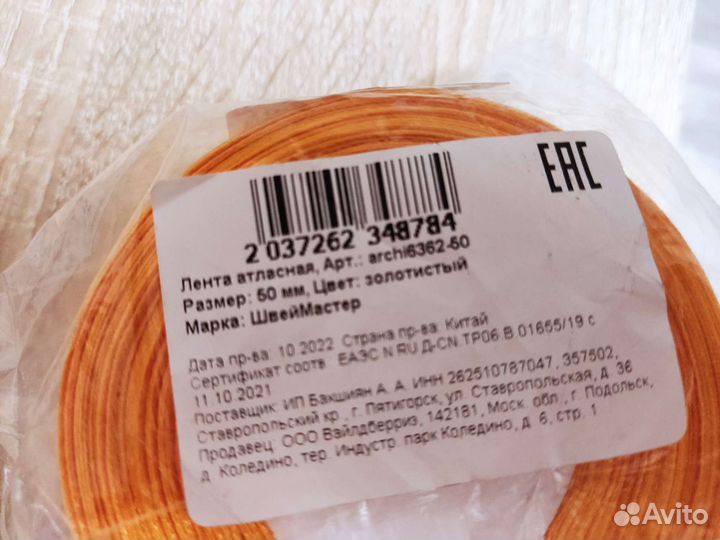 EAC
2 037262 348784
Лента атласная, Арт.: archi6362-50
Размер: 50 мм, Цвет: золотистый
Марка: ШвейМастер
Дата пр-ва: 10.2022 Страна пр-ва: Китай
Сертификат соотв.: ЕАЭС N RU Д-CN.ТР06.В.01655/19 с
11.10.2021
Поставщик: ИП Бакшиян А. А. ИНН 262510787047, 357502,
Ставропольский кр., г. Пятигорск, ул. Ставропольская, д. 36
Продавец: ООО Вайлдберриз, 142181, Моск. обл., г. Подольск,
д. Коледино, тер. Индустр. парк Коледино, д. 6, стр. 1
Avito